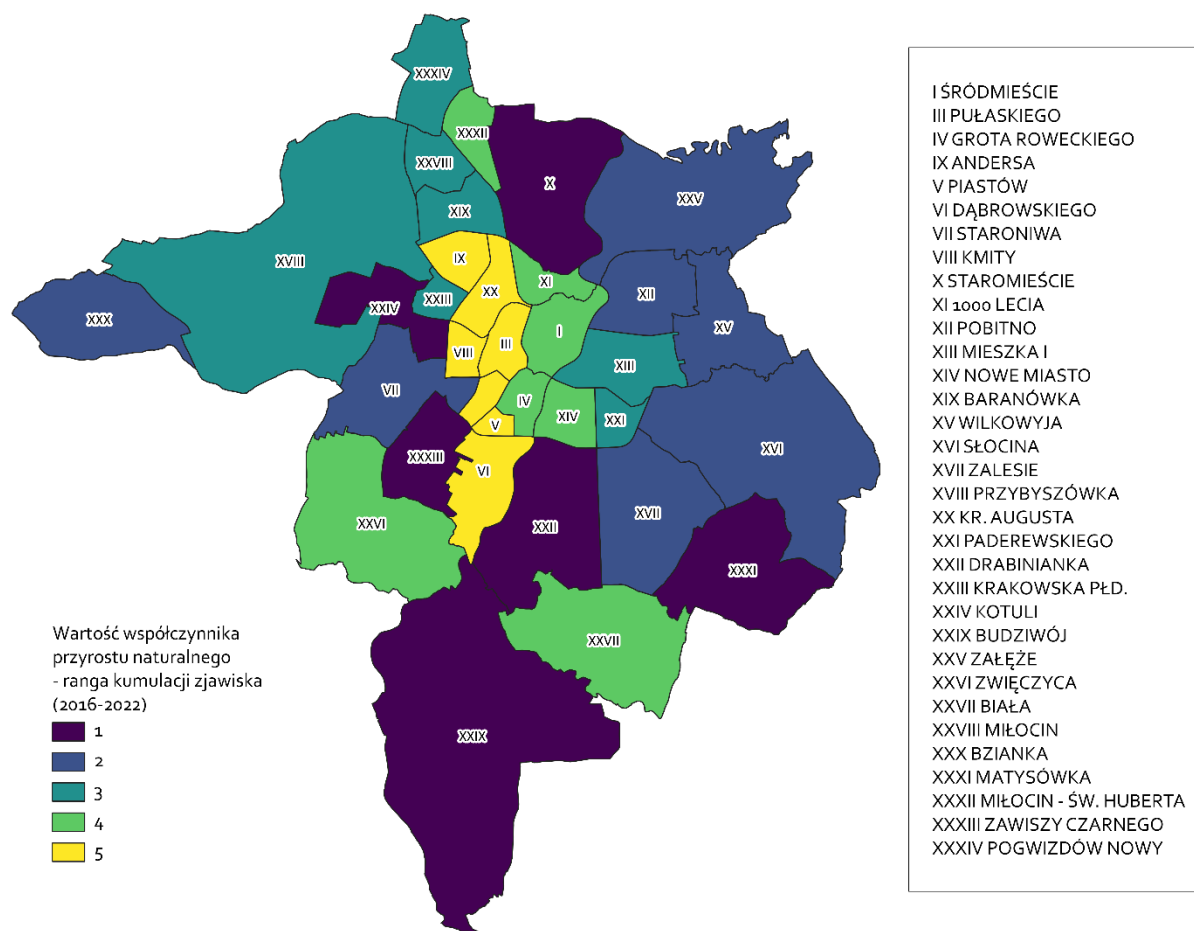 XXXIV
XXXII
XXVIII
X
XXV
XIX
XVIII
IX
XI
XX
XII
XXIII
XXIV
XXX
XV
I
III
VIII
XIII
VII
IV
XIV
XXI
V
XVI
XXXIII
VI
XXVI
XXII
XVII
XXXI
XXVII
XXIX
Wartość współczynnika
przyrostu naturalnego
- ranga kumulacji zjawiska
(2016-2022)
1
2
3
4
5
I ŚRÓDMIEŚCIE
III PUŁASKIEGO
IV GROTA ROWECKIEGO
IX ANDERSA
V PIASTÓW
VI DĄBROWSKIEGO
VII STARONIWA
VIII KMITY
X STAROMIEŚCIE
XI 1000 LECIA
XII POBITNO
XIII MIESZKA I
XIV NOWE MIASTO
XIX BARANÓWKA
XV WILKOWYJA
XVI SŁOCINA
XVII ZALESIE
XVIII PRZYBYSZÓWKA
XX KR. AUGUSTA
XXI PADEREWSKIEGO
XXII DRABINIANKA
XXIII KRAKOWSKA PŁD.
XXIV KOTULI
XXIX BUDZIWÓJ
XXV ZAŁĘŻE
XXVI ZWIĘCZYCA
XXVII BIAŁA
XXVIII MIŁOCIN
XXX BZIANKA
XXXI MATYSÓWKA
XXXII MIŁOCIN - ŚW. HUBERTA
XXXIII ZAWISZY CZARNEGO
XXXIV POGWIZDÓW NOWY